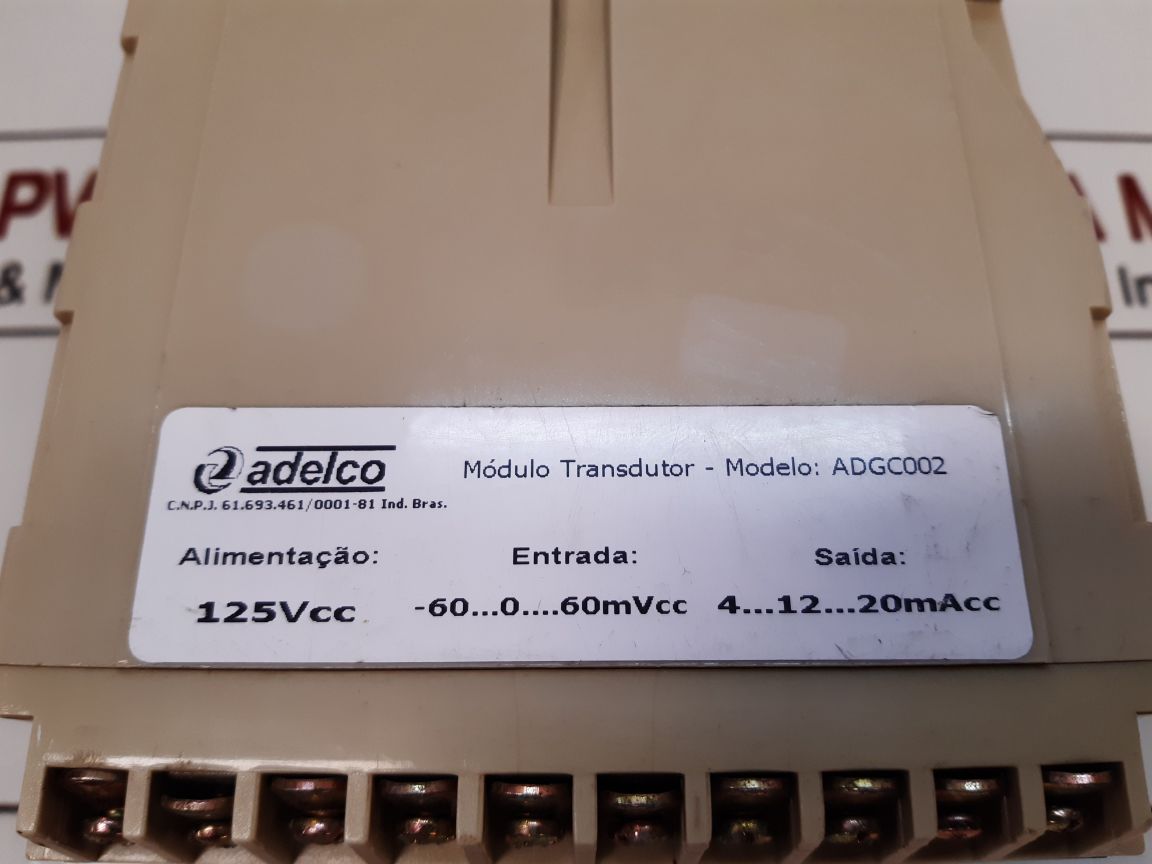 adelco
Módulo Transdutor - Modelo: ADGC002
C.N.P.J. 61.693.461/0001-81 Ind. Bras.
Alimentação: Entrada: Saída:
125Vcc -60...0....60mVcc 4...12...20mAcc